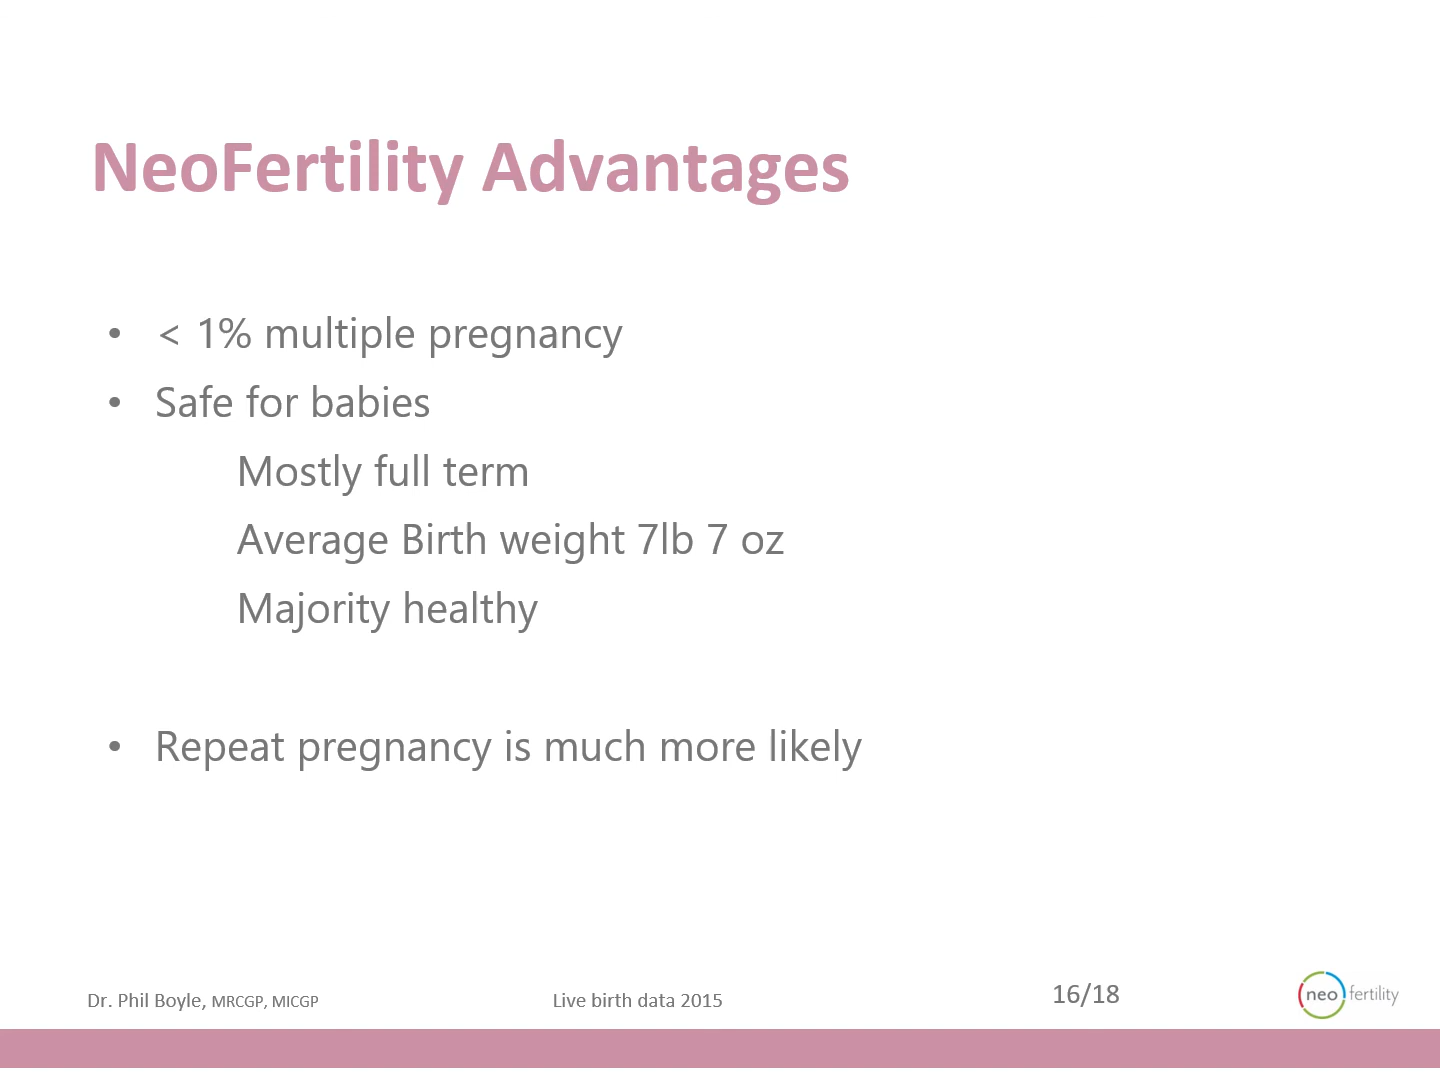 NeoFertility Advantages
• < 1% multiple pregnancy
• Safe for babies
Mostly full term
Average Birth weight 7lb 7 oz
Majority healthy
• Repeat pregnancy is much more likely
Dr. Phil Boyle, MRCGP, MICGP
Live birth data 2015
16/18
neo fertility